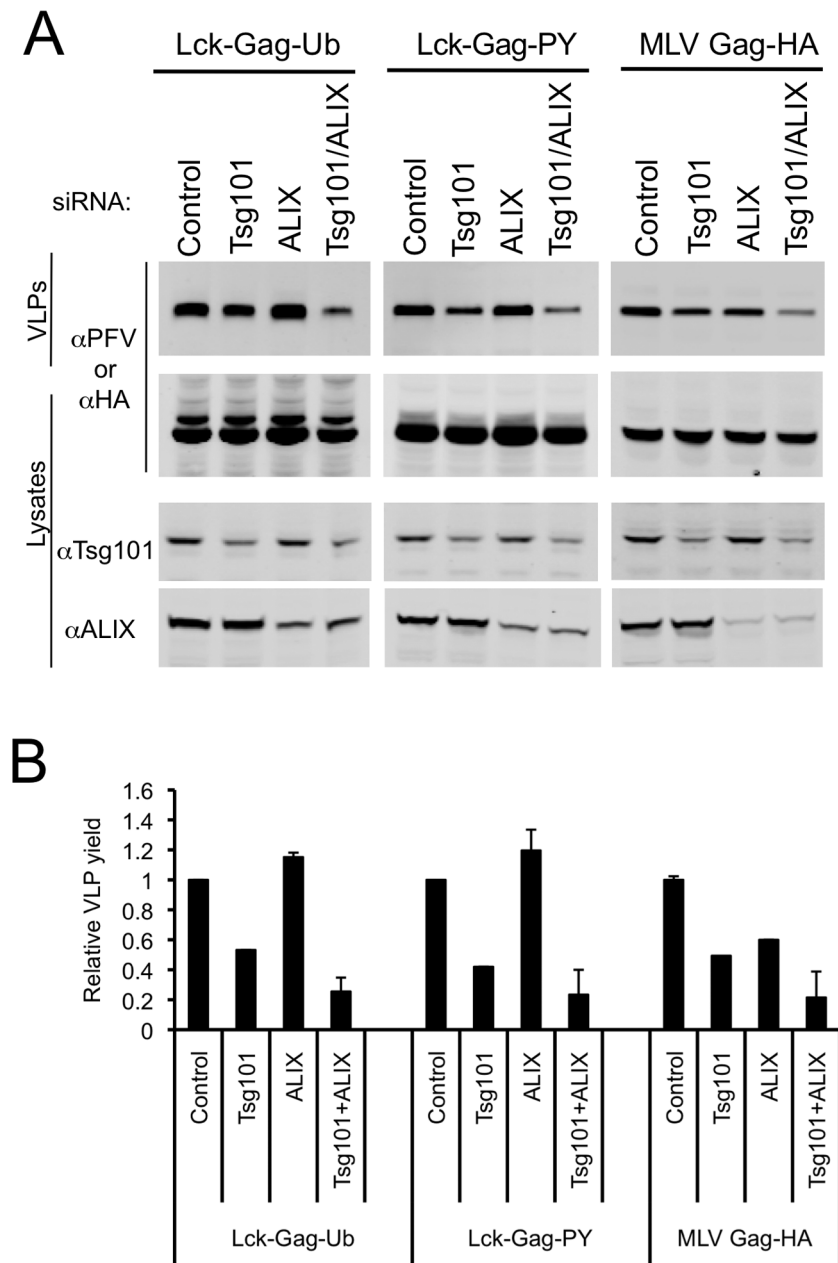 A
Lck-Gag-Ub
Lck-Gag-PY
MLV Gag-HA
siRNA:
Control
Tsg101
ALIX
Tsg101/ALIX
Control
Tsg101
ALIX
Tsg101/ALIX
Control
Tsg101
ALIX
Tsg101/ALIX
VLPs
αPFV
or
αHA
Lysates
αTsg101
αALIX
B
Relative VLP yield
1.6
1.4
1.2
1
0.8
0.6
0.4
0.2
0
Control
Tsg101
ALIX
Tsg101+ALIX
Control
Tsg101
ALIX
Tsg101+ALIX
Control
Tsg101
ALIX
Tsg101+ALIX
Lck-Gag-Ub
Lck-Gag-PY
MLV Gag-HA